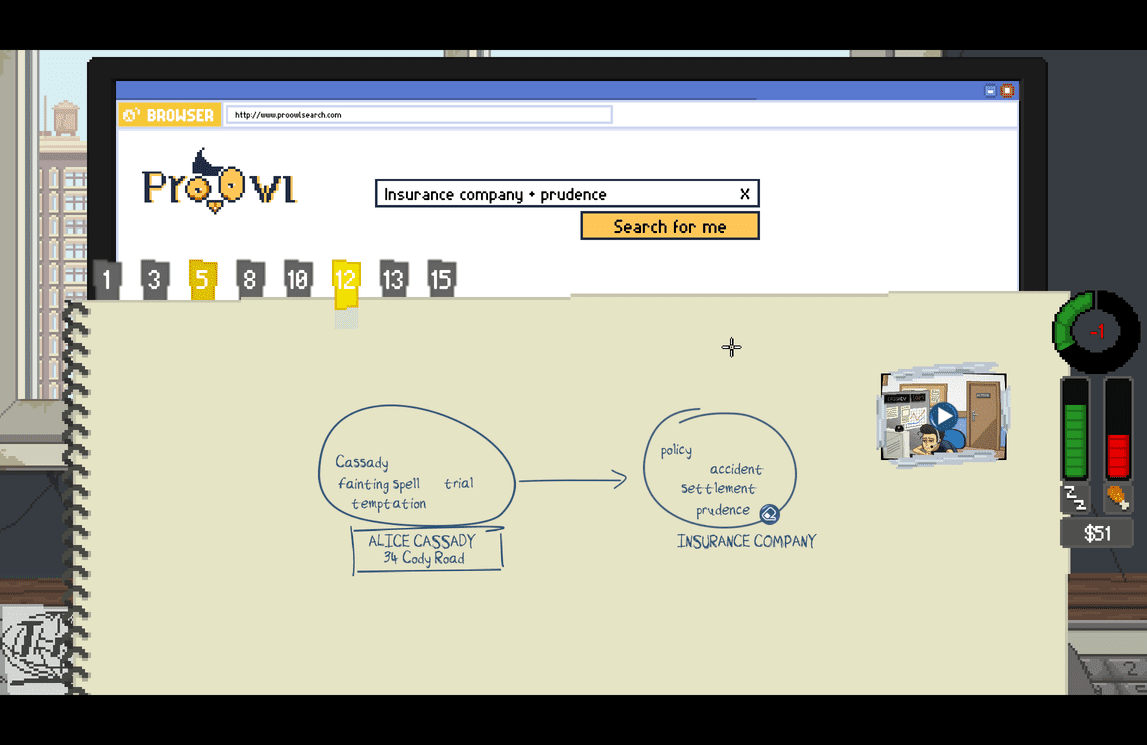 BROWSER
http://www.proowlsearch.com
PrOOwl
Insurance company + prudence X
Search for me
1 3 5 8 10 12 13 15
-1
Cassady
fainting spell trial
temptation
ALICE CASSADY
34 Cody Road
policy
accident
settlement
prudence
INSURANCE COMPANY
Z Z Z
$51
2